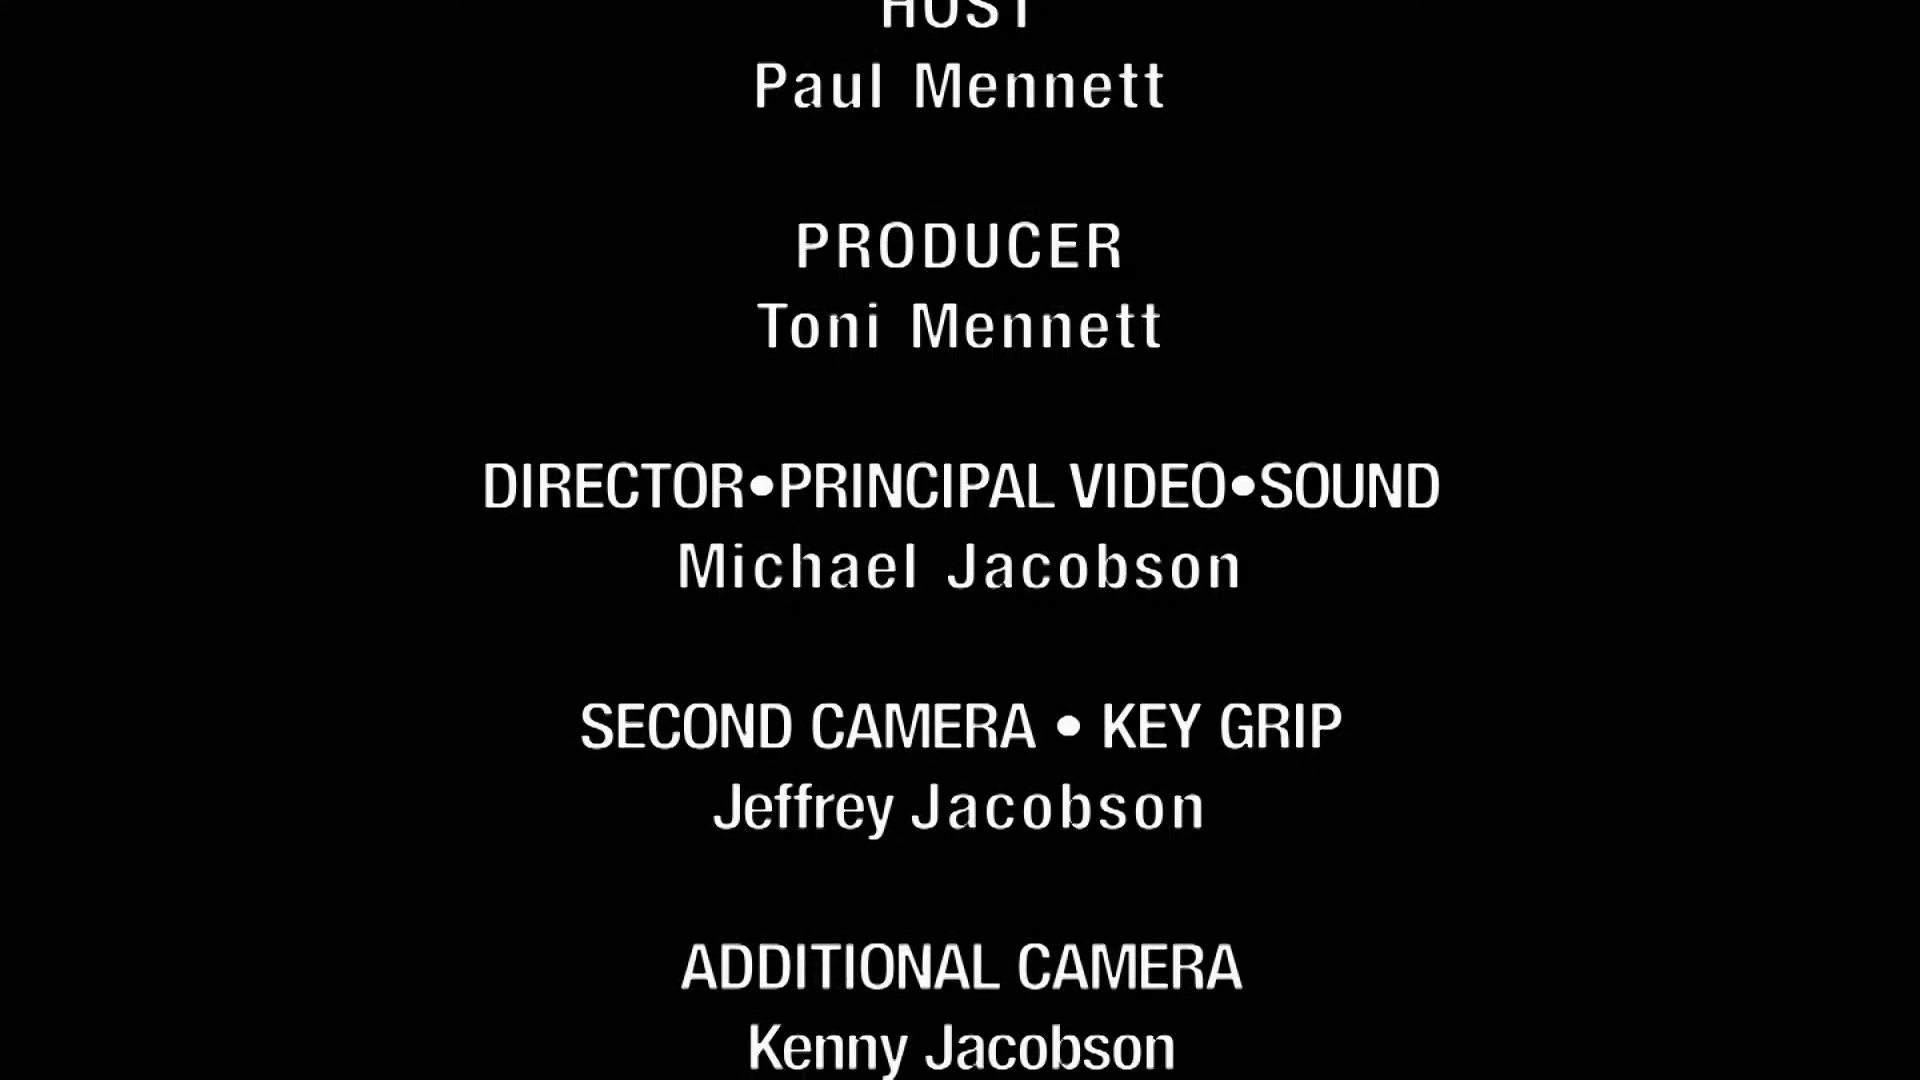 HOST
Paul Mennett
PRODUCER
Toni Mennett
DIRECTOR•PRINCIPAL VIDEO•SOUND
Michael Jacobson
SECOND CAMERA • KEY GRIP
Jeffrey Jacobson
ADDITIONAL CAMERA
Kenny Jacobson